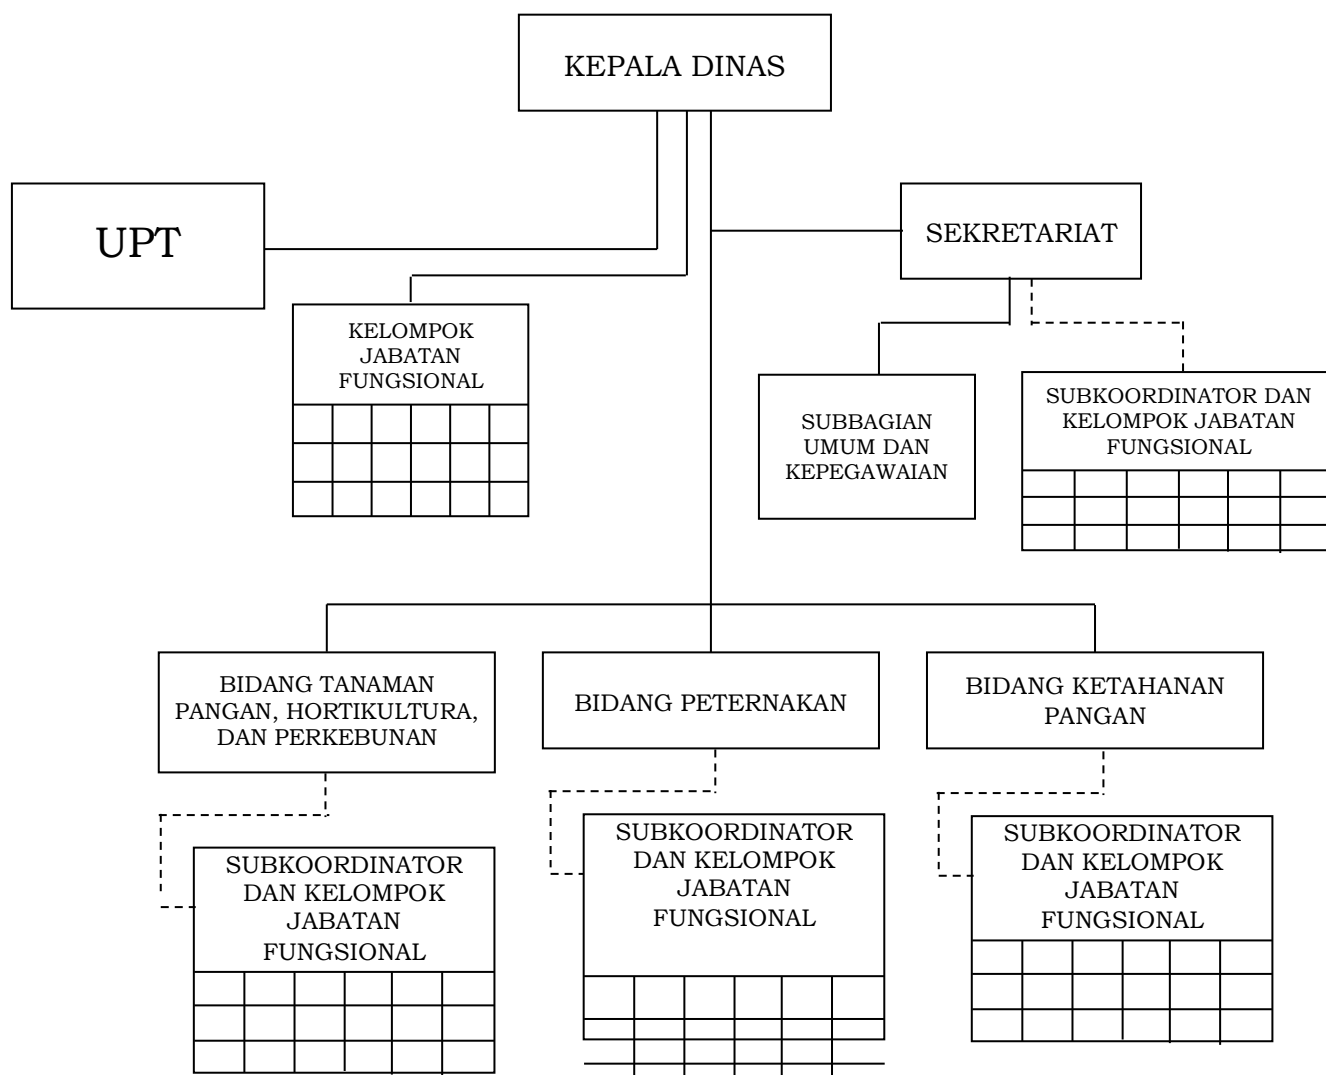 KEPALA DINAS
UPT
SEKRETARIAT
KELOMPOK
JABATAN
FUNGSIONAL
SUBBAGIAN
UMUM DAN
KEPEGAWAIAN
SUBKOORDINATOR DAN
KELOMPOK JABATAN
FUNGSIONAL
BIDANG TANAMAN
PANGAN, HORTIKULTURA,
DAN PERKEBUNAN
BIDANG PETERNAKAN
BIDANG KETAHANAN
PANGAN
SUBKOORDINATOR
DAN KELOMPOK
JABATAN
FUNGSIONAL
SUBKOORDINATOR
DAN KELOMPOK
JABATAN
FUNGSIONAL
SUBKOORDINATOR
DAN KELOMPOK
JABATAN
FUNGSIONAL